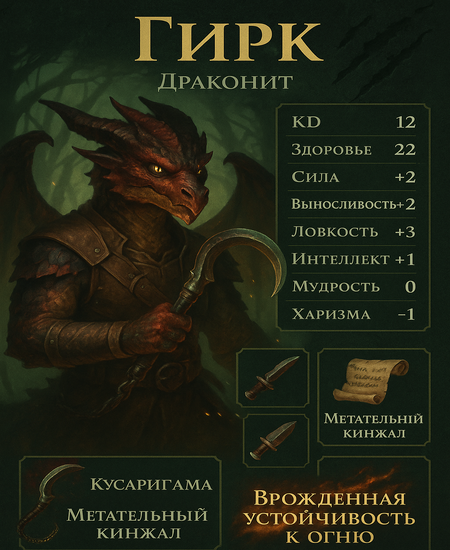 Гирк
Драконит
KD 12
Здоровье 22
Сила +2
Выносливость +2
Ловкость +3
Интеллект +1
Мудрость 0
Харизма -1
Метательнiй
кинжал
Кусаригама
Метательный
кинжал
Врожденная
устойчивость
к огню